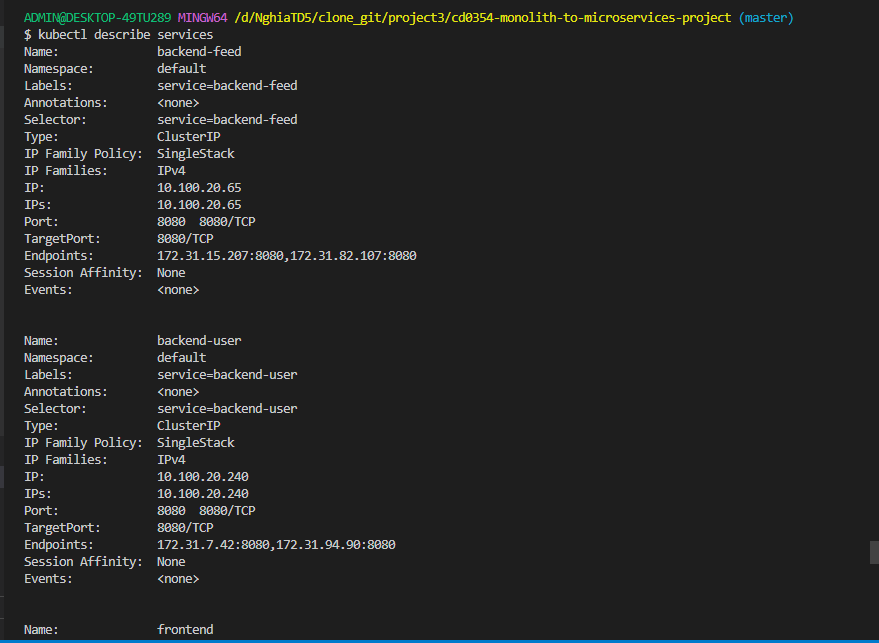 ADMIN@DESKTOP-49TU289 MINGW64 /d/NghiaTD5/clone_git/project3/cd0354-monolith-to-microservices-project (master)
$ kubectl describe services
Name:              backend-feed
Namespace:         default
Labels:            service=backend-feed
Annotations:       <none>
Selector:          service=backend-feed
Type:              ClusterIP
IP Family Policy:  SingleStack
IP Families:       IPv4
IP:                10.100.20.65
IPs:               10.100.20.65
Port:              8080  8080/TCP
TargetPort:        8080/TCP
Endpoints:         172.31.15.207:8080,172.31.82.107:8080
Session Affinity:  None
Events:            <none>
Name:              backend-user
Namespace:         default
Labels:            service=backend-user
Annotations:       <none>
Selector:          service=backend-user
Type:              ClusterIP
IP Family Policy:  SingleStack
IP Families:       IPv4
IP:                10.100.20.240
IPs:               10.100.20.240
Port:              8080  8080/TCP
TargetPort:        8080/TCP
Endpoints:         172.31.7.42:8080,172.31.94.90:8080
Session Affinity:  None
Events:            <none>
Name:              frontend